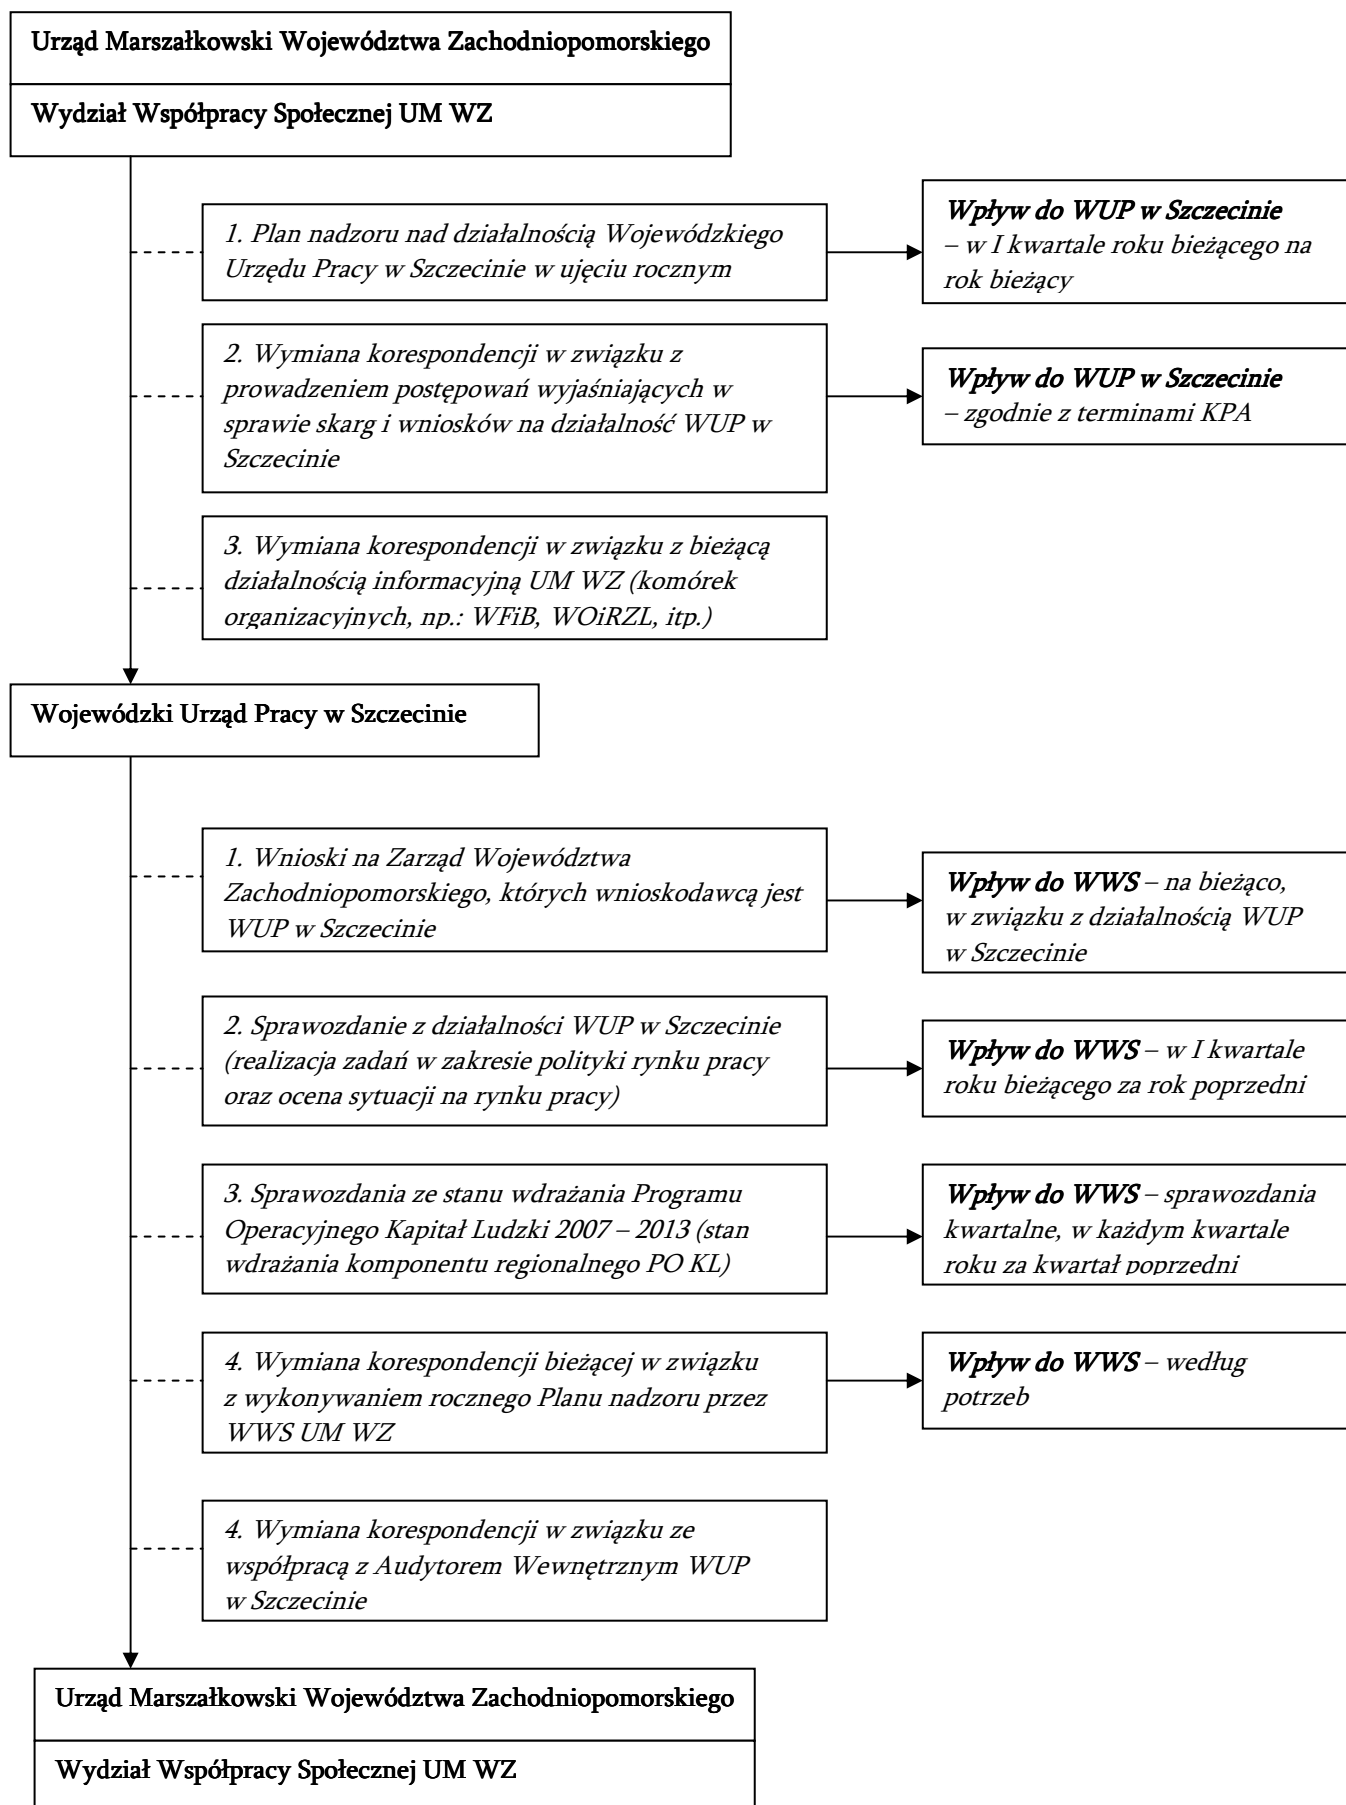 Urząd Marszałkowski Województwa Zachodniopomorskiego
Wydział Współpracy Społecznej UM WZ
1. Plan nadzoru nad działalnością Wojewódzkiego
Urzędu Pracy w Szczecinie w ujęciu rocznym
Wpływ do WUP w Szczecinie
– w I kwartale roku bieżącego na
rok bieżący
2. Wymiana korespondencji w związku z
prowadzeniem postępowań wyjaśniających w
sprawie skarg i wniosków na działalność WUP w
Szczecinie
Wpływ do WUP w Szczecinie
– zgodnie z terminami KPA
3. Wymiana korespondencji w związku z bieżącą
działalnością informacyjną UM WZ (komórek
organizacyjnych, np.: WFiB, WOiRZL, itp.)
Wojewódzki Urząd Pracy w Szczecinie
1. Wnioski na Zarząd Województwa
Zachodniopomorskiego, których wnioskodawcą jest
WUP w Szczecinie
Wpływ do WWS – na bieżąco,
w związku z działalnością WUP
w Szczecinie
2. Sprawozdanie z działalności WUP w Szczecinie
(realizacja zadań w zakresie polityki rynku pracy
oraz ocena sytuacji na rynku pracy)
Wpływ do WWS – w I kwartale
roku bieżącego za rok poprzedni
3. Sprawozdania ze stanu wdrażania Programu
Operacyjnego Kapitał Ludzki 2007 – 2013 (stan
wdrażania komponentu regionalnego PO KL)
Wpływ do WWS – sprawozdania
kwartalne, w każdym kwartale
roku za kwartał poprzedni
4. Wymiana korespondencji bieżącej w związku
z wykonywaniem rocznego Planu nadzoru przez
WWS UM WZ
Wpływ do WWS – według
potrzeb
4. Wymiana korespondencji w związku ze
współpracą z Audytorem Wewnętrznym WUP
w Szczecinie
Urząd Marszałkowski Województwa Zachodniopomorskiego
Wydział Współpracy Społecznej UM WZ